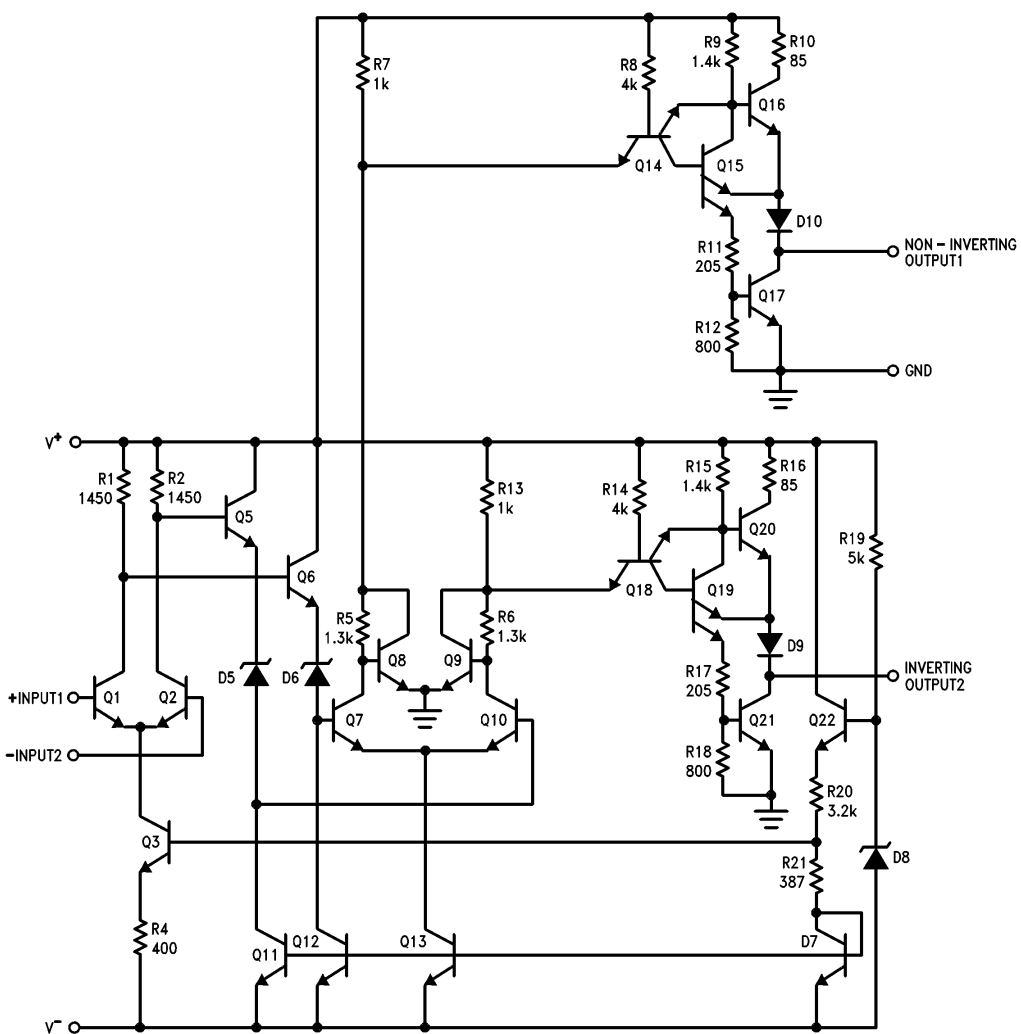 R7
1k
R8
4k
R9
1.4k
R10
85
Q16
Q14
Q15
D10
R11
205
NON – INVERTING
OUTPUT1
Q17
R12
800
GND
V+
R1
1450
R2
1450
Q5
R13
1k
R14
4k
R15
1.4k
R16
85
Q20
R19
5k
Q6
Q18
Q19
R5
1.3k
R6
1.3k
Q8
Q9
D5
D6
D9
R17
205
INVERTING
OUTPUT2
+INPUT1
Q1
Q2
Q7
Q10
Q21
Q22
–INPUT2
R18
800
R20
3.2k
Q3
D8
R21
387
R4
400
Q11
Q12
Q13
D7
V–